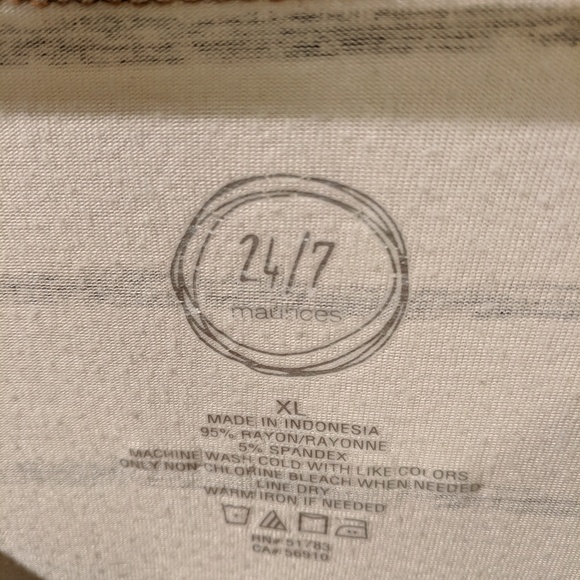 24/7
maurices
XL
MADE IN INDONESIA
95% RAYON/RAYONNE
5% SPANDEX
MACHINE WASH COLD WITH LIKE COLORS
ONLY NON-CHLORINE BLEACH WHEN NEEDED
LINE DRY
WARM IRON IF NEEDED
RN# 51783
CA# 56910